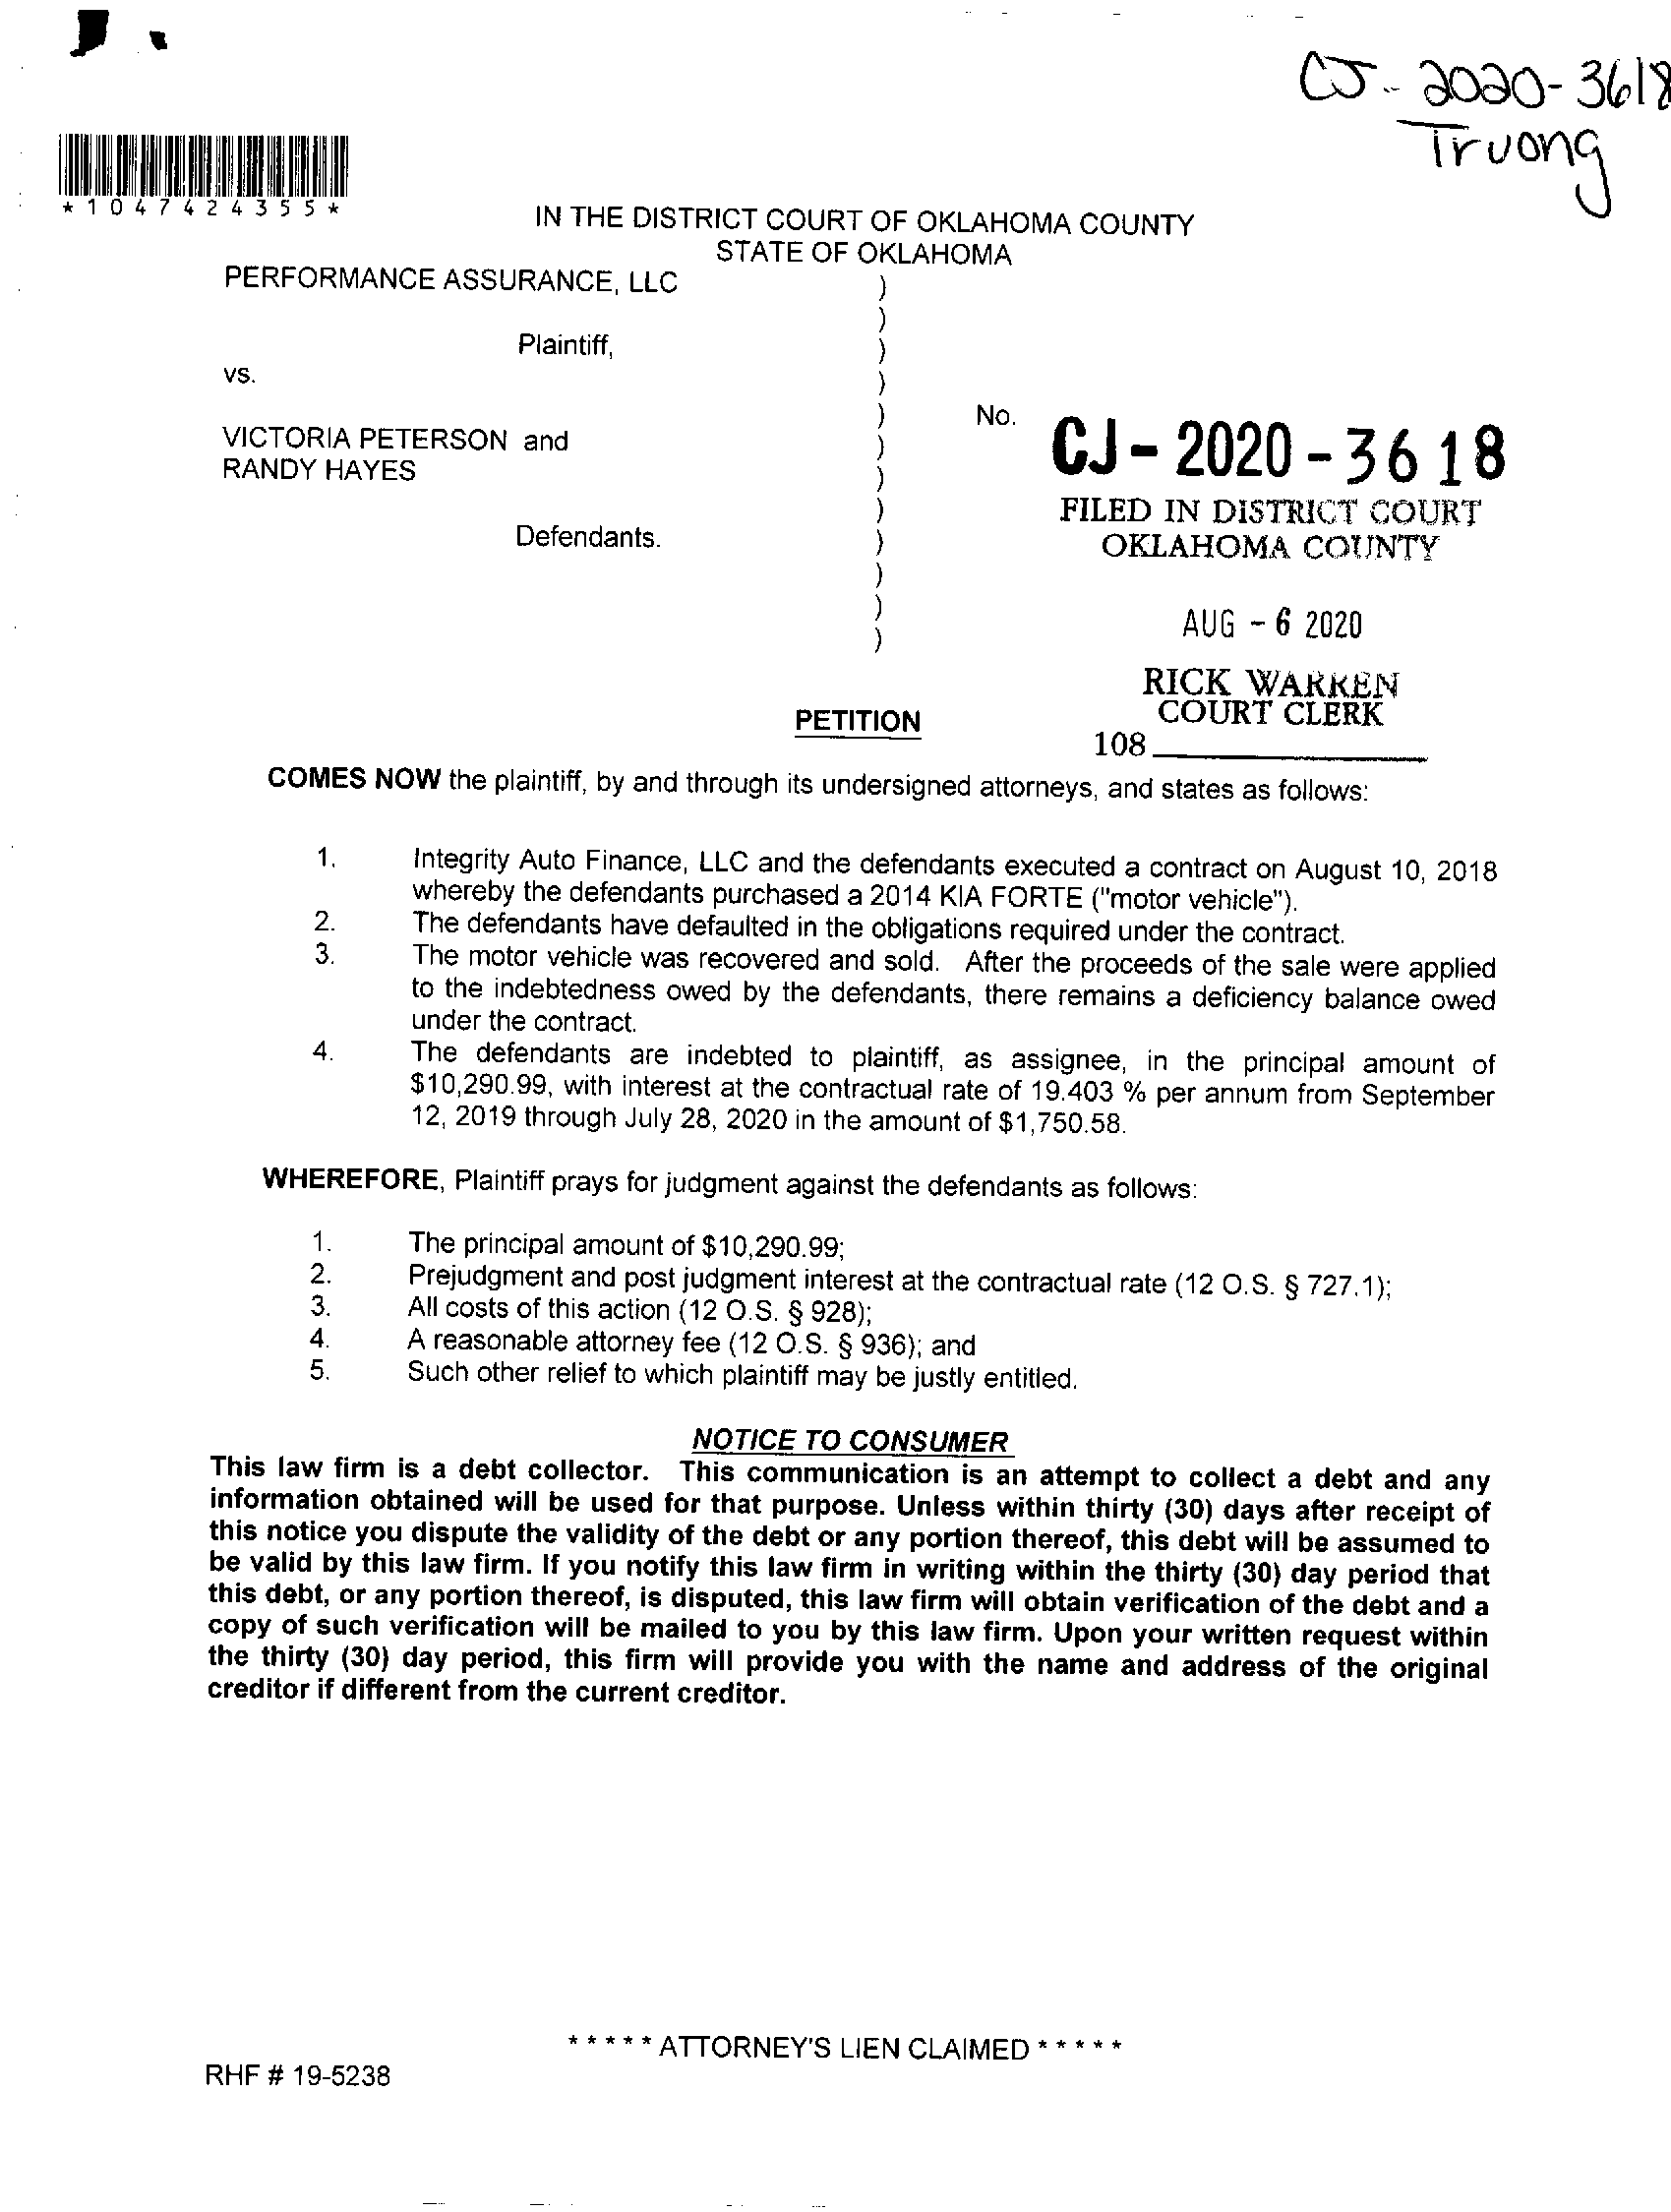 CJ-2020-3618
Truong
*1047424355*
IN THE DISTRICT COURT OF OKLAHOMA COUNTY
STATE OF OKLAHOMA
PERFORMANCE ASSURANCE, LLC )
)
Plaintiff, )
vs. )
) No. CJ-2020-3618
VICTORIA PETERSON and )
RANDY HAYES )
) FILED IN DISTRICT COURT
Defendants. ) OKLAHOMA COUNTY
)
) AUG - 6 2020
)
RICK WARREN
PETITION COURT CLERK
108
COMES NOW the plaintiff, by and through its undersigned attorneys, and states as follows:
1. Integrity Auto Finance, LLC and the defendants executed a contract on August 10, 2018
whereby the defendants purchased a 2014 KIA FORTE ("motor vehicle").
2. The defendants have defaulted in the obligations required under the contract.
3. The motor vehicle was recovered and sold. After the proceeds of the sale were applied
to the indebtedness owed by the defendants, there remains a deficiency balance owed
under the contract.
4. The defendants are indebted to plaintiff, as assignee, in the principal amount of
$10,290.99, with interest at the contractual rate of 19.403 % per annum from September
12, 2019 through July 28, 2020 in the amount of $1,750.58.
WHEREFORE, Plaintiff prays for judgment against the defendants as follows:
1. The principal amount of $10,290.99;
2. Prejudgment and post judgment interest at the contractual rate (12 O.S. § 727.1);
3. All costs of this action (12 O.S. § 928);
4. A reasonable attorney fee (12 O.S. § 936); and
5. Such other relief to which plaintiff may be justly entitled.
NOTICE TO CONSUMER
This law firm is a debt collector. This communication is an attempt to collect a debt and any
information obtained will be used for that purpose. Unless within thirty (30) days after receipt of
this notice you dispute the validity of the debt or any portion thereof, this debt will be assumed to
be valid by this law firm. If you notify this law firm in writing within the thirty (30) day period that
this debt, or any portion thereof, is disputed, this law firm will obtain verification of the debt and a
copy of such verification will be mailed to you by this law firm. Upon your written request within
the thirty (30) day period, this firm will provide you with the name and address of the original
creditor if different from the current creditor.
* * * * * ATTORNEY'S LIEN CLAIMED * * * * *
RHF # 19-5238